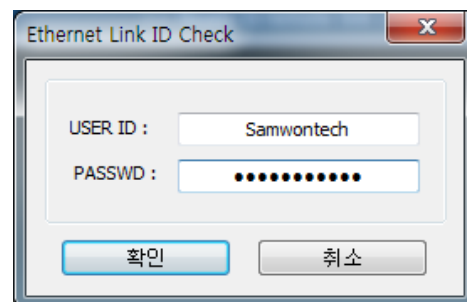 Ethernet Link ID Check
USER ID : Samwontech
PASSWD : ●●●●●●●●●●●
확인 취소